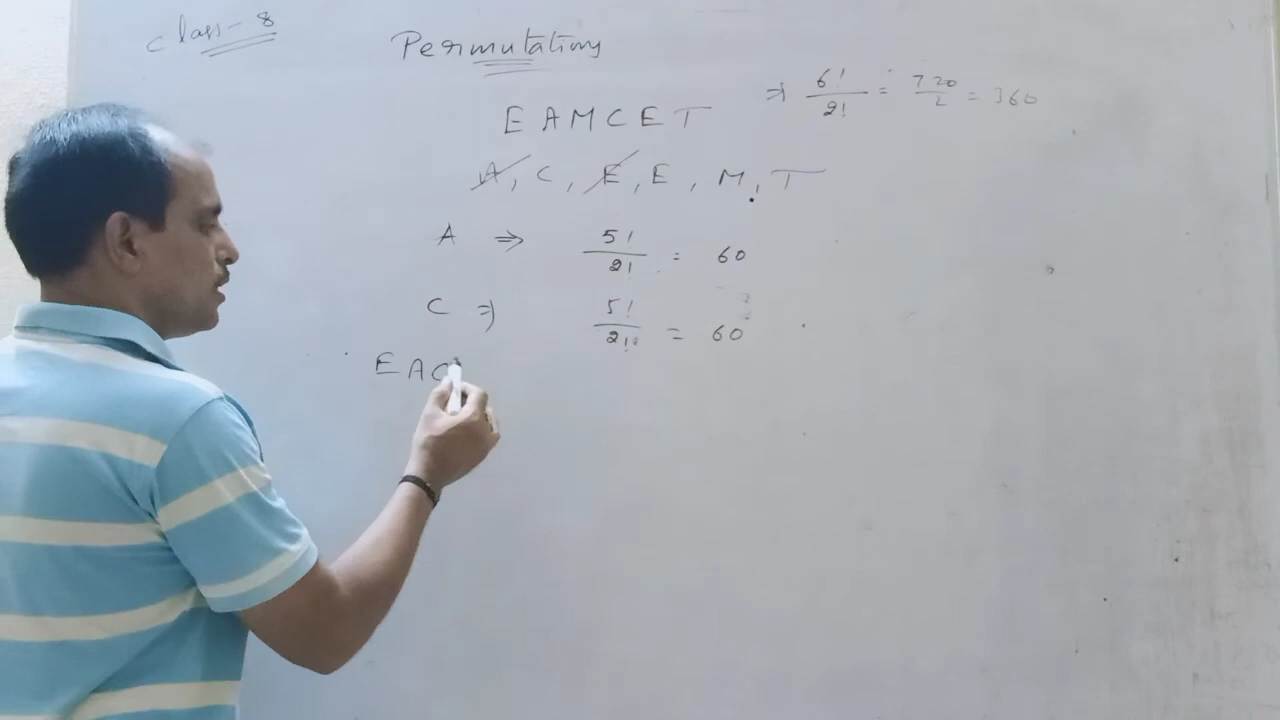 class-8
Permutations
EAMCET ⇒ 6!/2! = 720/2 = 360
A, C, E, E, M, T
A ⇒ 5!/2! = 60
C ⇒ 5!/2! = 60
EAC